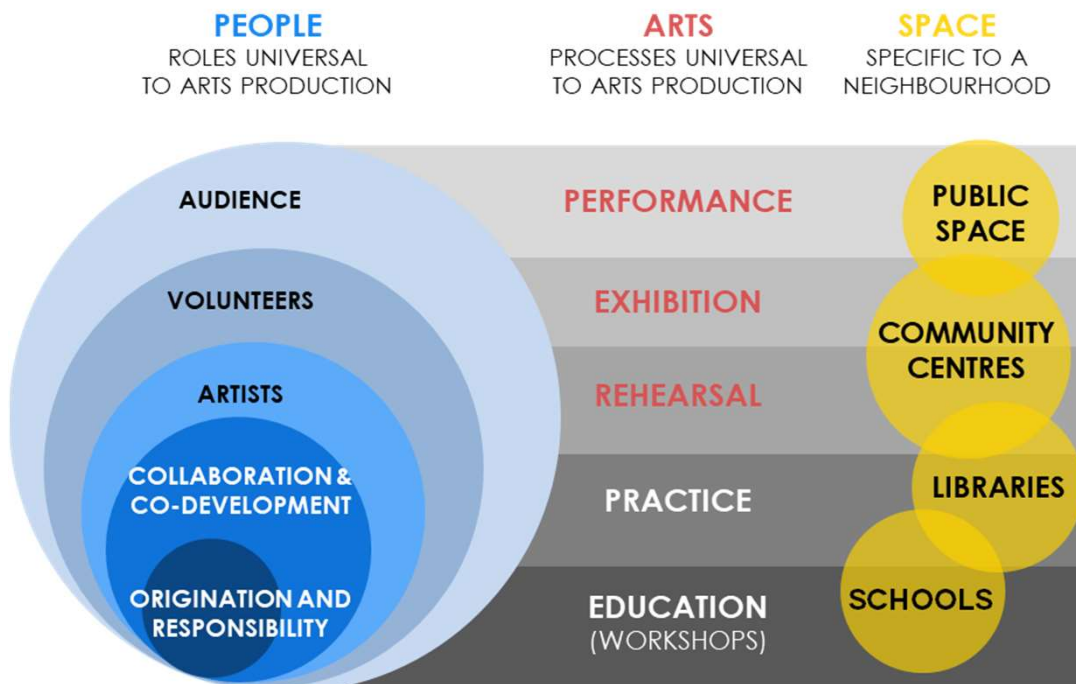 PEOPLE
ROLES UNIVERSAL
TO ARTS PRODUCTION
ARTS
PROCESSES UNIVERSAL
TO ARTS PRODUCTION
SPACE
SPECIFIC TO A
NEIGHBOURHOOD
AUDIENCE
VOLUNTEERS
ARTISTS
COLLABORATION &
CO-DEVELOPMENT
ORIGINATION AND
RESPONSIBILITY
PERFORMANCE
EXHIBITION
REHEARSAL
PRACTICE
EDUCATION
(WORKSHOPS)
PUBLIC
SPACE
COMMUNITY
CENTRES
LIBRARIES
SCHOOLS